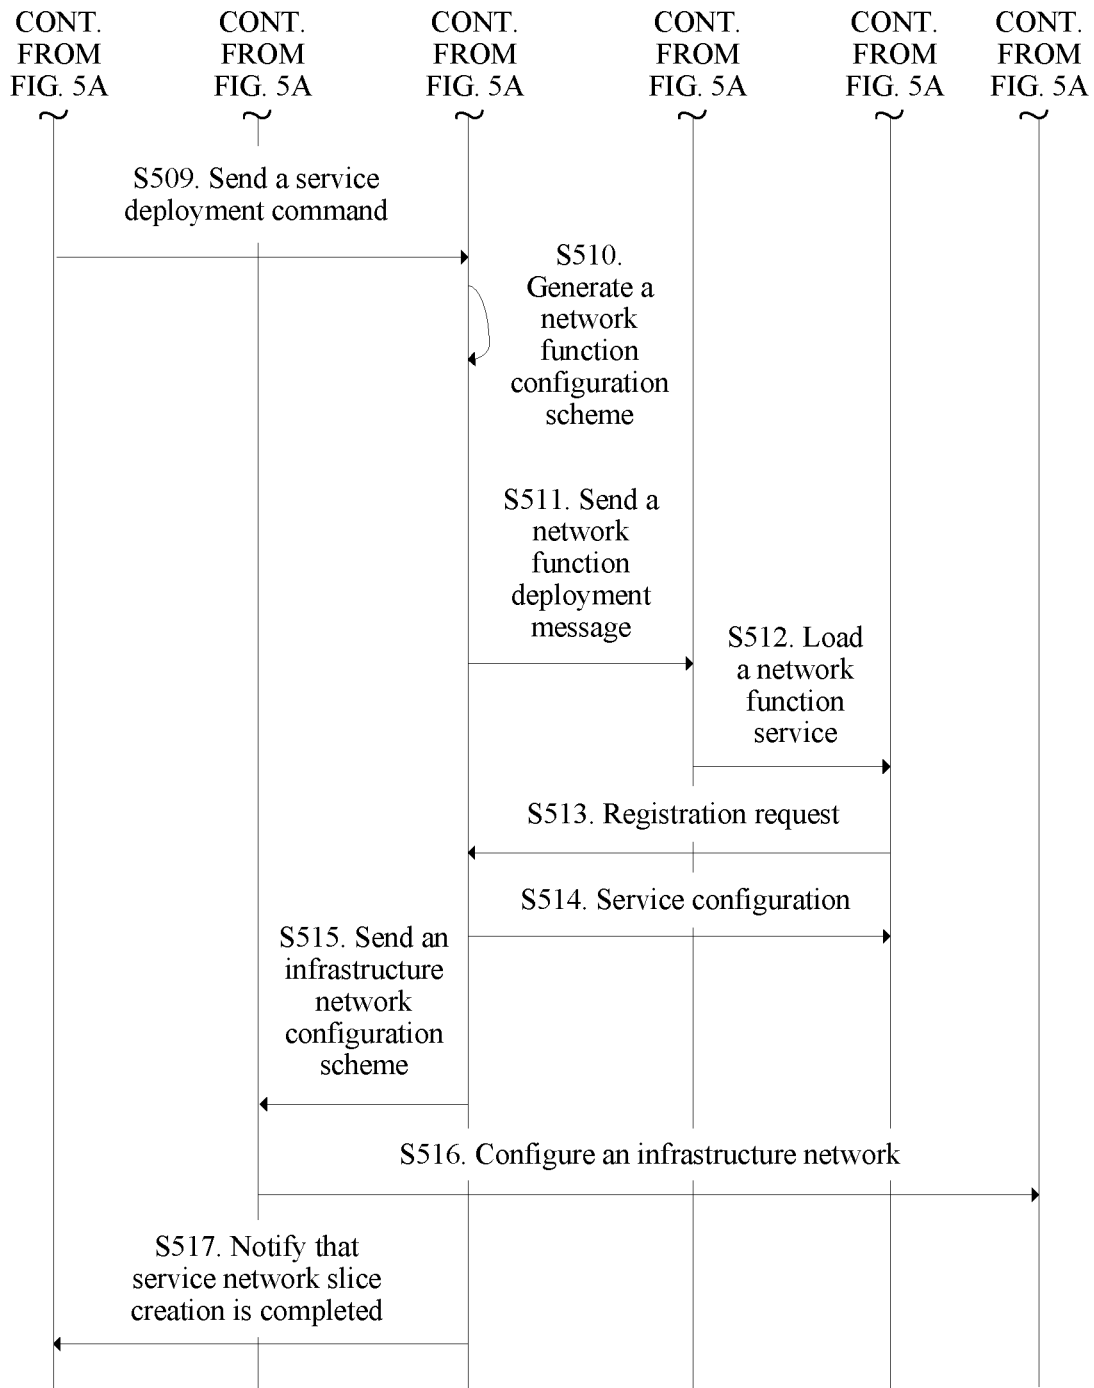 CONT.
FROM
FIG. 5A
CONT.
FROM
FIG. 5A
CONT.
FROM
FIG. 5A
CONT.
FROM
FIG. 5A
CONT.
FROM
FIG. 5A
CONT.
FROM
FIG. 5A
S509. Send a service
deployment command
S510.
Generate a
network
function
configuration
scheme
S511. Send a
network
function
deployment
message
S512. Load
a network
function
service
S513. Registration request
S514. Service configuration
S515. Send an
infrastructure
network
configuration
scheme
S516. Configure an infrastructure network
S517. Notify that
service network slice
creation is completed